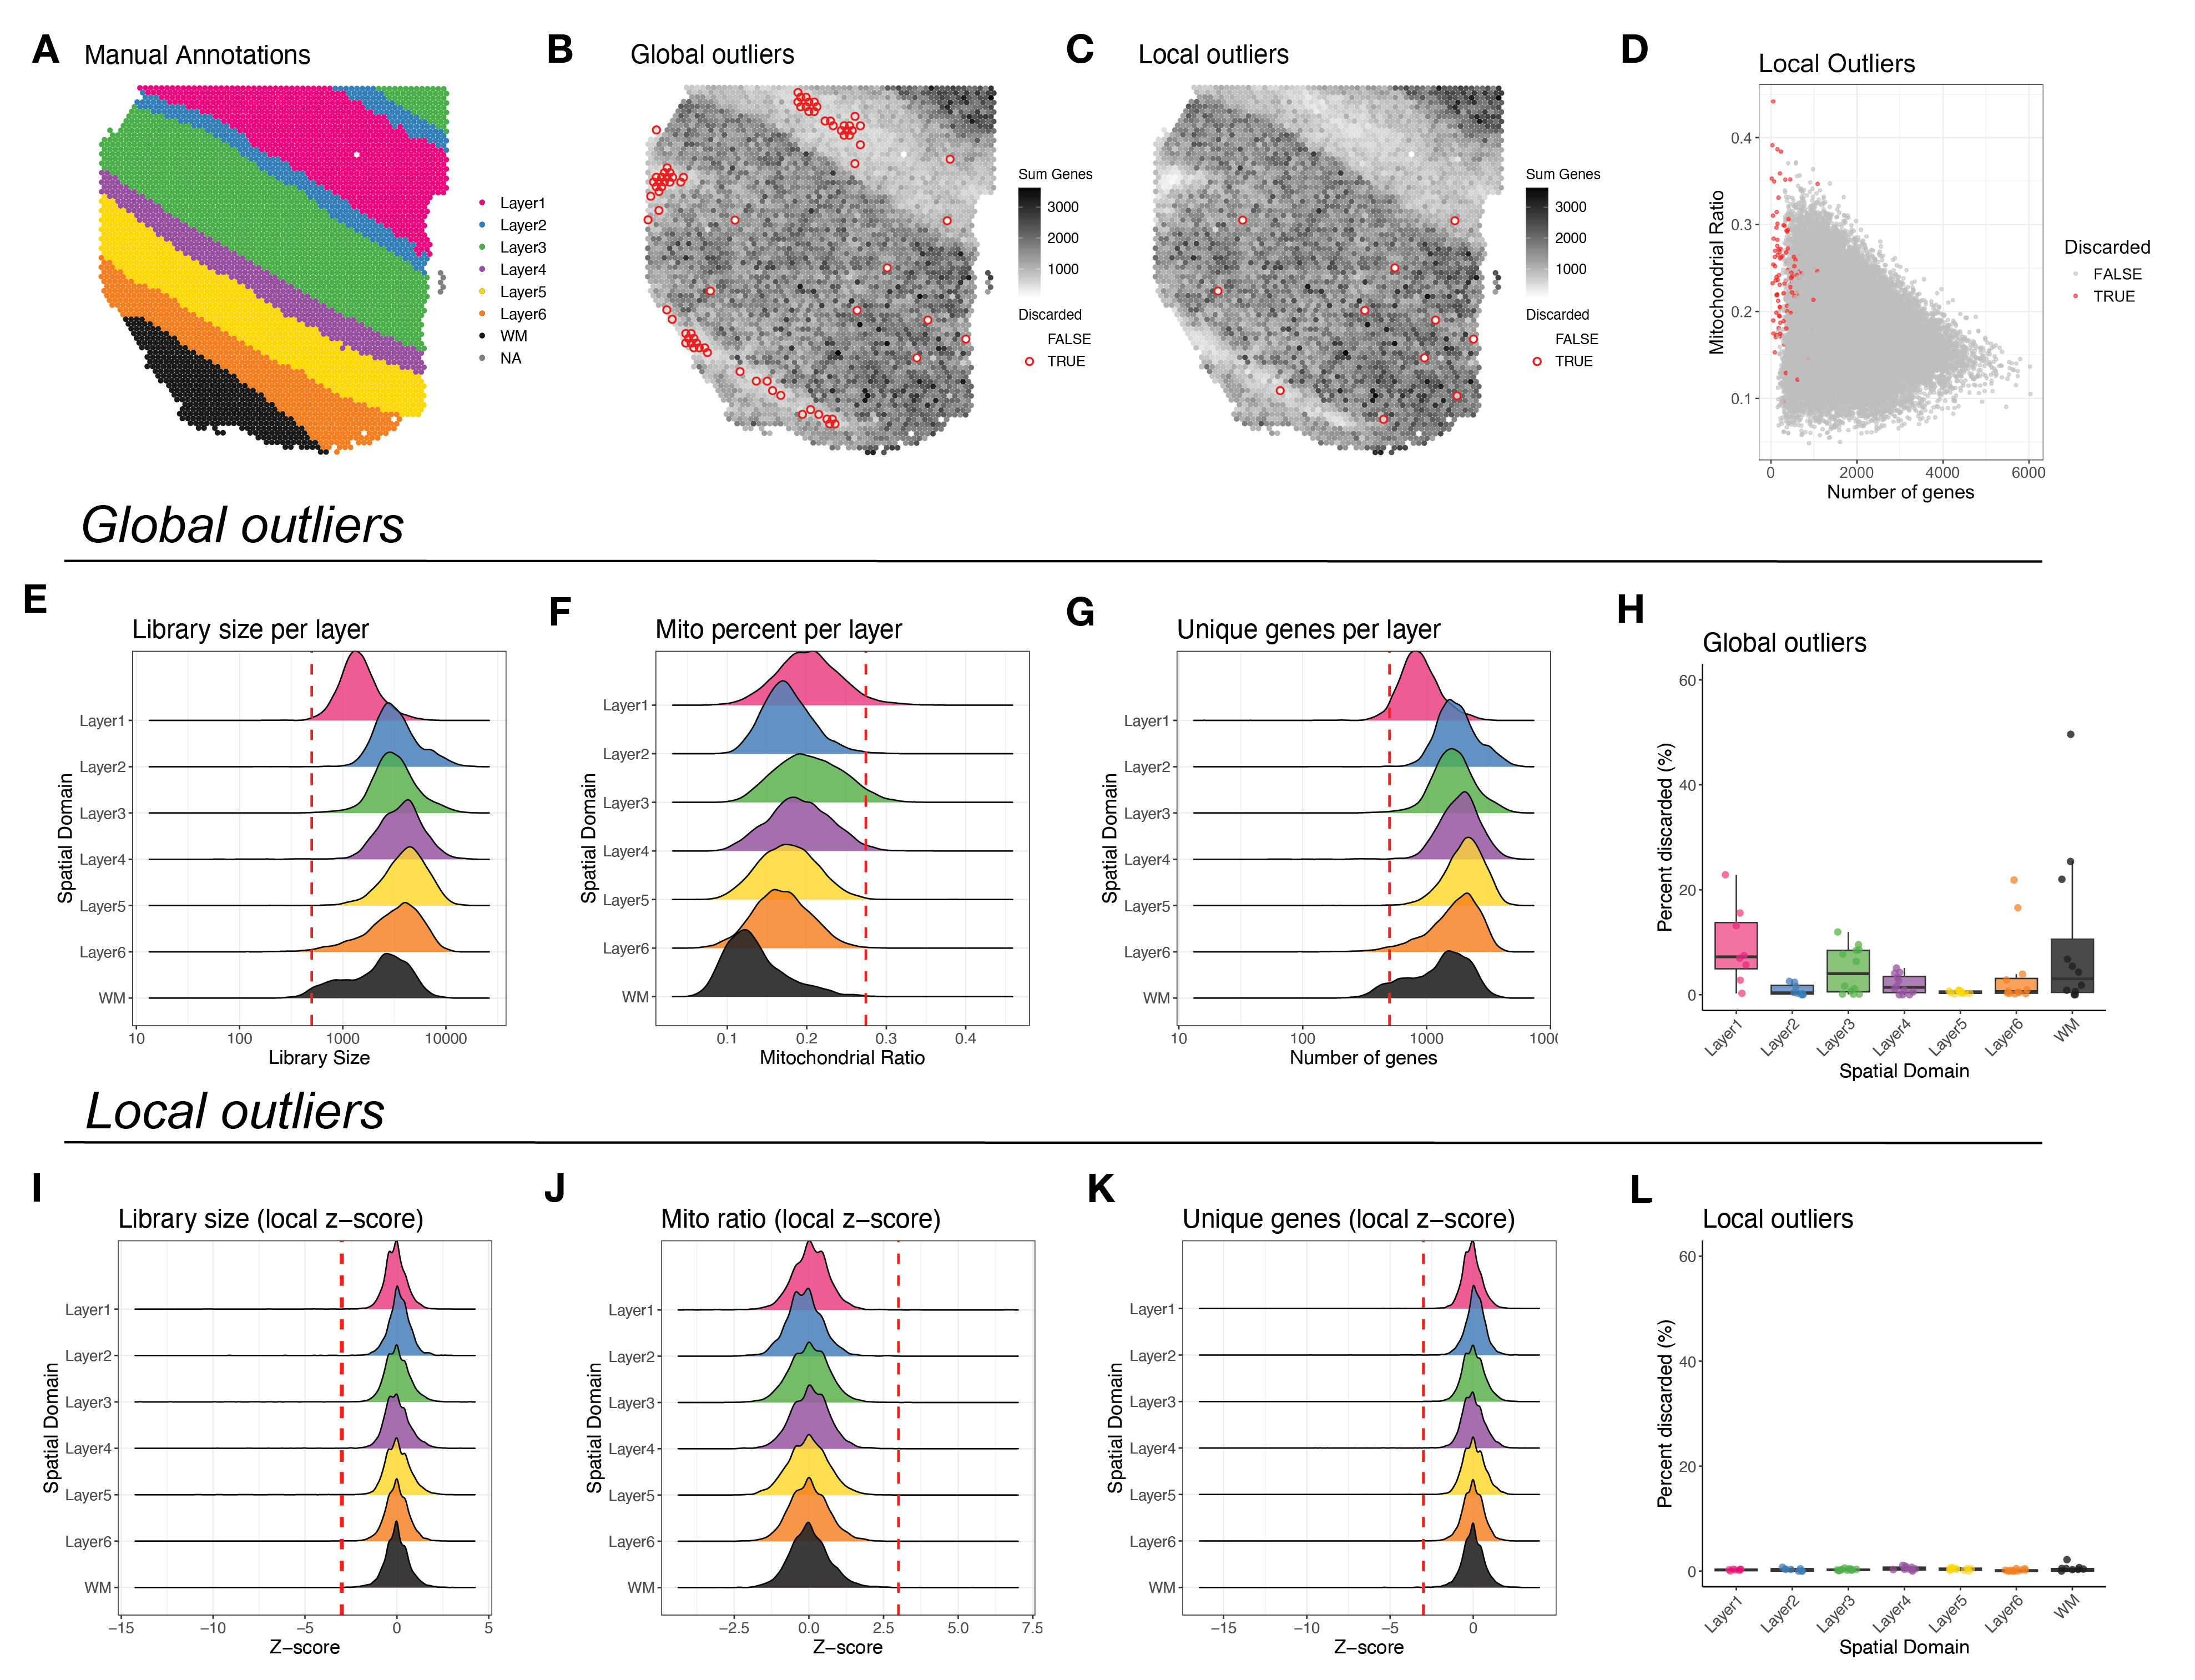 A Manual Annotations
Layer1
Layer2
Layer3
Layer4
Layer5
Layer6
WM
NA
B Global outliers
Sum Genes
3000
2000
1000
Discarded
FALSE
TRUE
C Local outliers
Sum Genes
3000
2000
1000
Discarded
FALSE
TRUE
D
Local Outliers
Mitochondrial Ratio
0.4
0.3
0.2
0.1
0 2000 4000 6000
Number of genes
Discarded
FALSE
TRUE
Global outliers
E
Library size per layer
Spatial Domain
Layer1
Layer2
Layer3
Layer4
Layer5
Layer6
WM
10 100 1000 10000
Library Size
F
Mito percent per layer
Spatial Domain
Layer1
Layer2
Layer3
Layer4
Layer5
Layer6
WM
0.1 0.2 0.3 0.4
Mitochondrial Ratio
G
Unique genes per layer
Spatial Domain
Layer1
Layer2
Layer3
Layer4
Layer5
Layer6
WM
10 100 1000
Number of genes
H
Global outliers
Percent discarded (%)
60
40
20
0
Layer1 Layer2 Layer3 Layer4 Layer5 Layer6 WM
Spatial Domain
Local outliers
I
Library size (local z−score)
Spatial Domain
Layer1
Layer2
Layer3
Layer4
Layer5
Layer6
WM
−15 −10 −5 0 5
Z−score
J
Mito ratio (local z−score)
Spatial Domain
Layer1
Layer2
Layer3
Layer4
Layer5
Layer6
WM
−2.5 0.0 2.5 5.0 7.5
Z−score
K
Unique genes (local z−score)
Spatial Domain
Layer1
Layer2
Layer3
Layer4
Layer5
Layer6
WM
−15 −10 −5 0
Z−score
L
Local outliers
Percent discarded (%)
60
40
20
0
Layer1 Layer2 Layer3 Layer4 Layer5 Layer6 WM
Spatial Domain